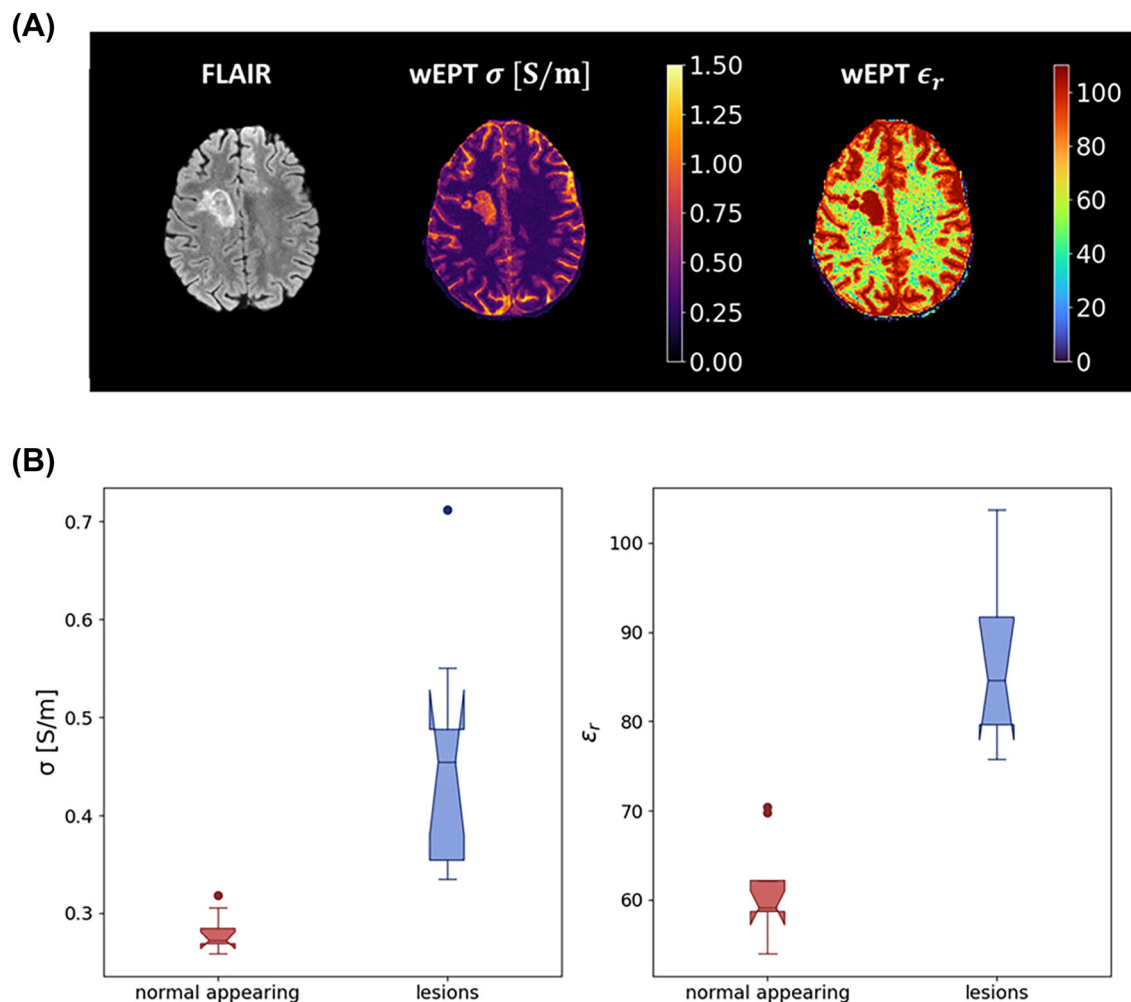 (A)
FLAIR
wEPT σ [S/m]
1.50
1.00
0.75
0.50
0.25
0.00
wEPT ϵr
100
80
60
40
20
0
(B)
0.7
0.6
0.5
0.4
0.3
σ [S/m]
normal appearing
lesions
100
90
80
70
60
εr
normal appearing
lesions